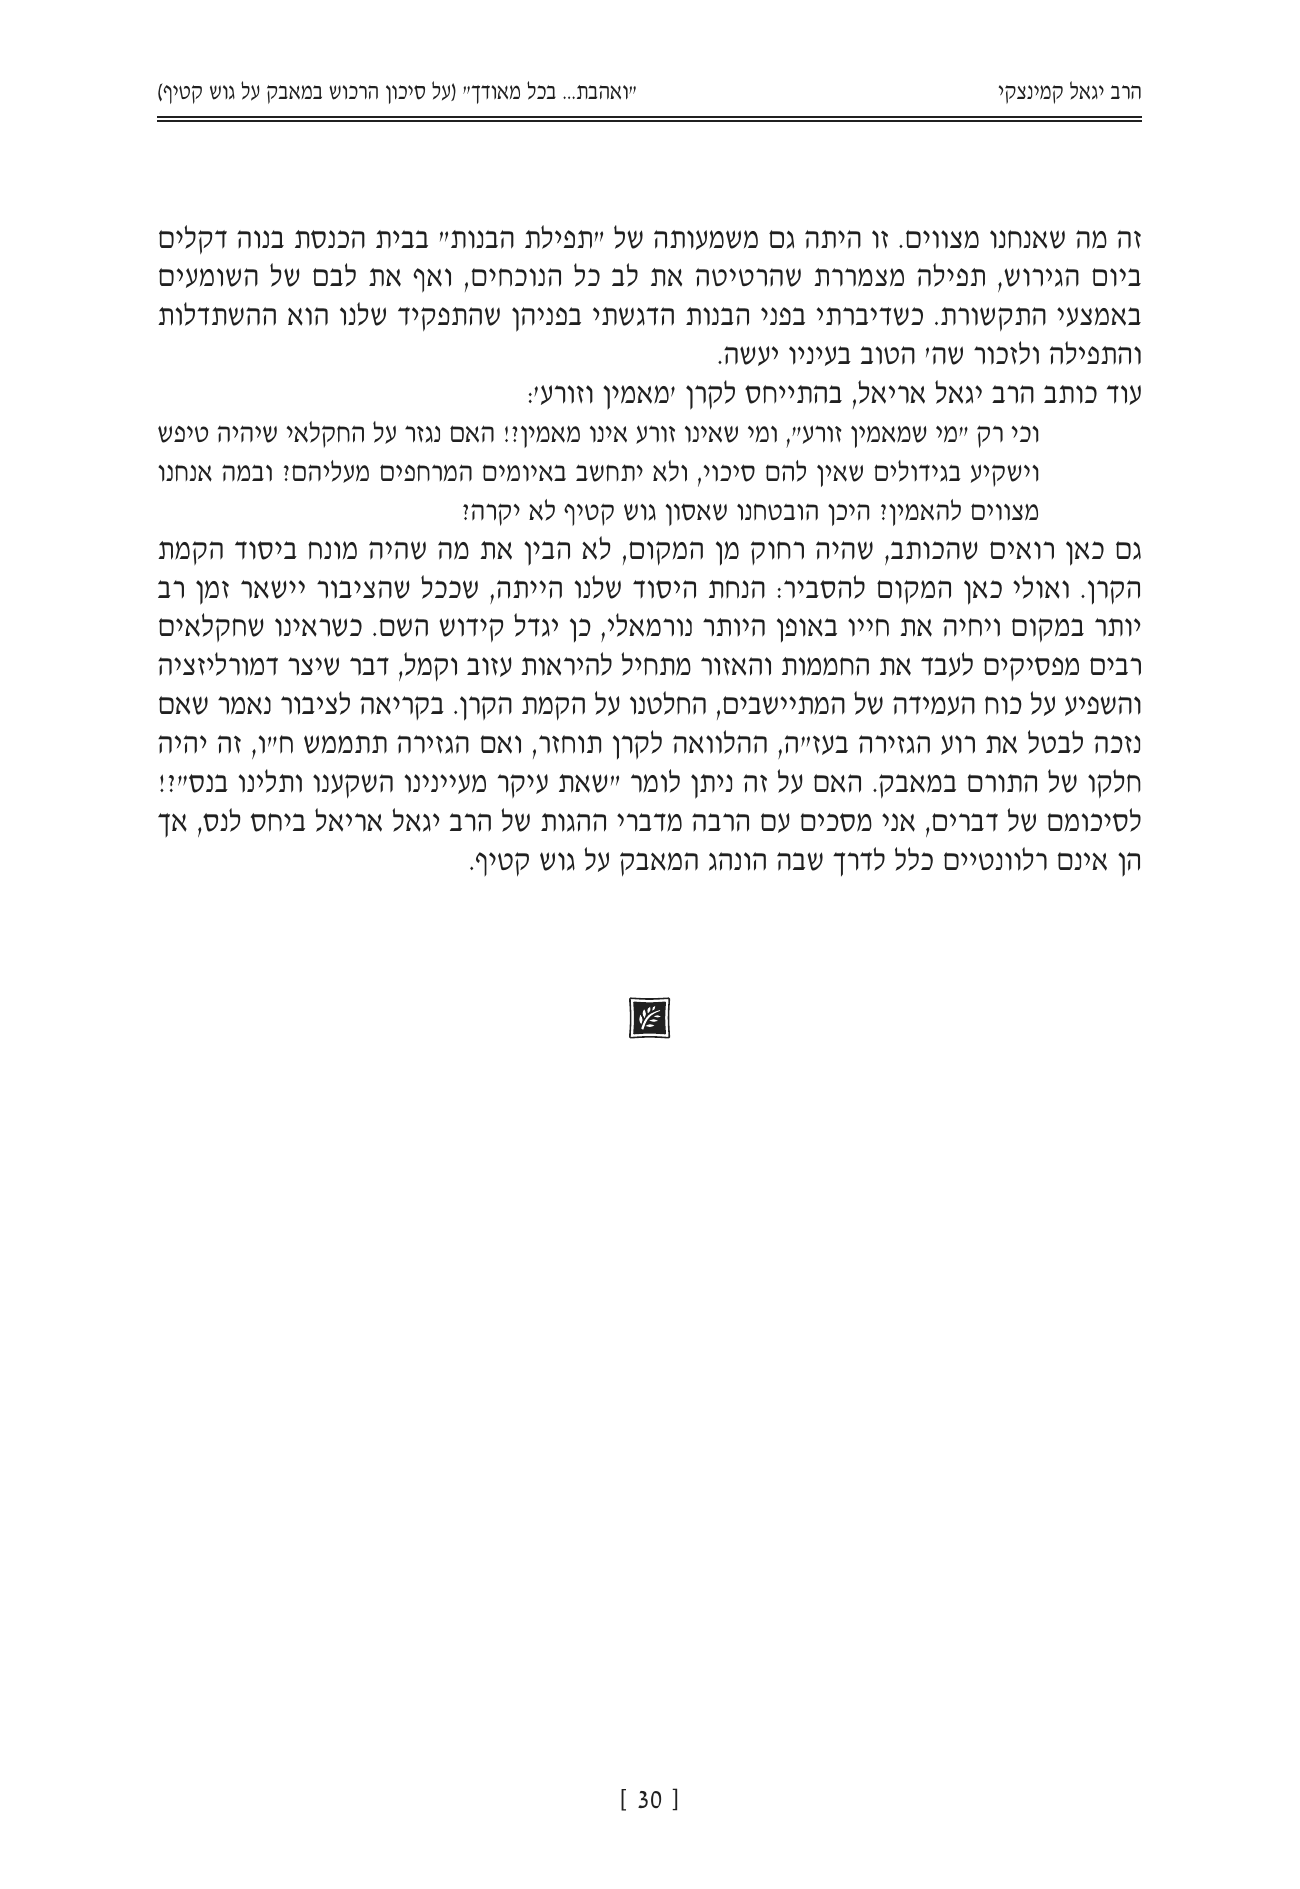 הרב יגאל קמינצקי
"ואהבת... בכל מאודך" (על סיכון הרכוש במאבק על גוש קטיף)
זה מה שאנחנו מצווים. זו היתה גם משמעותה של "תפילת הבנות" בבית הכנסת בנוה דקלים
ביום הגירוש, תפילה מצמררת שהרטיטה את לב כל הנוכחים, ואף את לבם של השומעים
באמצעי התקשורת. כשדיברתי בפני הבנות הדגשתי בפניהן שהתפקיד שלנו הוא ההשתדלות
והתפילה ולזכור שה' הטוב בעיניו יעשה.
עוד כותב הרב יגאל אריאל, בהתייחס לקרן 'מאמין וזורע':
וכי רק "מי שמאמין זורע", ומי שאינו זורע אינו מאמין?! האם נגזר על החקלאי שיהיה טיפש
וישקיע בגידולים שאין להם סיכוי, ולא יתחשב באיומים המרחפים מעליהם? ובמה אנחנו
מצווים להאמין? היכן הובטחנו שאסון גוש קטיף לא יקרה?
גם כאן רואים שהכותב, שהיה רחוק מן המקום, לא הבין את מה שהיה מונח ביסוד הקמת
הקרן. ואולי כאן המקום להסביר: הנחת היסוד שלנו הייתה, שככל שהציבור יישאר זמן רב
יותר במקום ויחיה את חייו באופן היותר נורמאלי, כן יגדל קידוש השם. כשראינו שחקלאים
רבים מפסיקים לעבד את החממות והאזור מתחיל להיראות עזוב וקמל, דבר שיצר דמורליזציה
והשפיע על כוח העמידה של המתיישבים, החלטנו על הקמת הקרן. בקריאה לציבור נאמר שאם
נזכה לבטל את רוע הגזירה בעז"ה, ההלוואה לקרן תוחזר, ואם הגזירה תתממש ח"ו, זה יהיה
חלקו של התורם במאבק. האם על זה ניתן לומר "שאת עיקר מעיינינו השקענו ותלינו בנס"?!
לסיכומם של דברים, אני מסכים עם הרבה מדברי ההגות של הרב יגאל אריאל ביחס לנס, אך
הן אינם רלוונטיים כלל לדרך שבה הונהג המאבק על גוש קטיף.
[ 30 ]